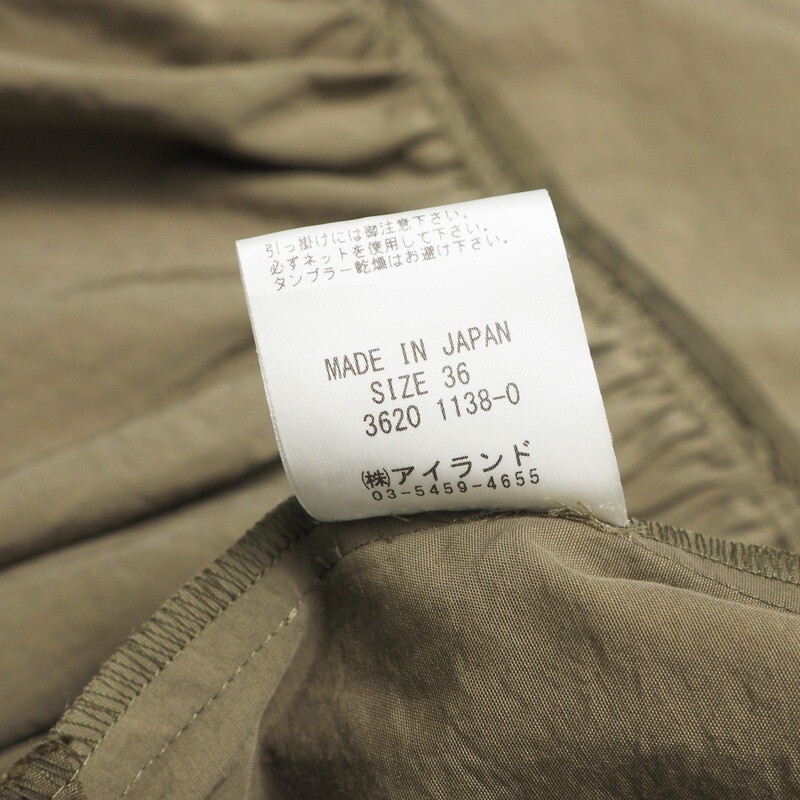 引っ掛けには御注意下さい。
必ずネットを使用して下さい。
タンブラー乾燥はお避け下さい。
MADE IN JAPAN
SIZE 36
3620 1138-0
㈱アイランド
03-5459-4655